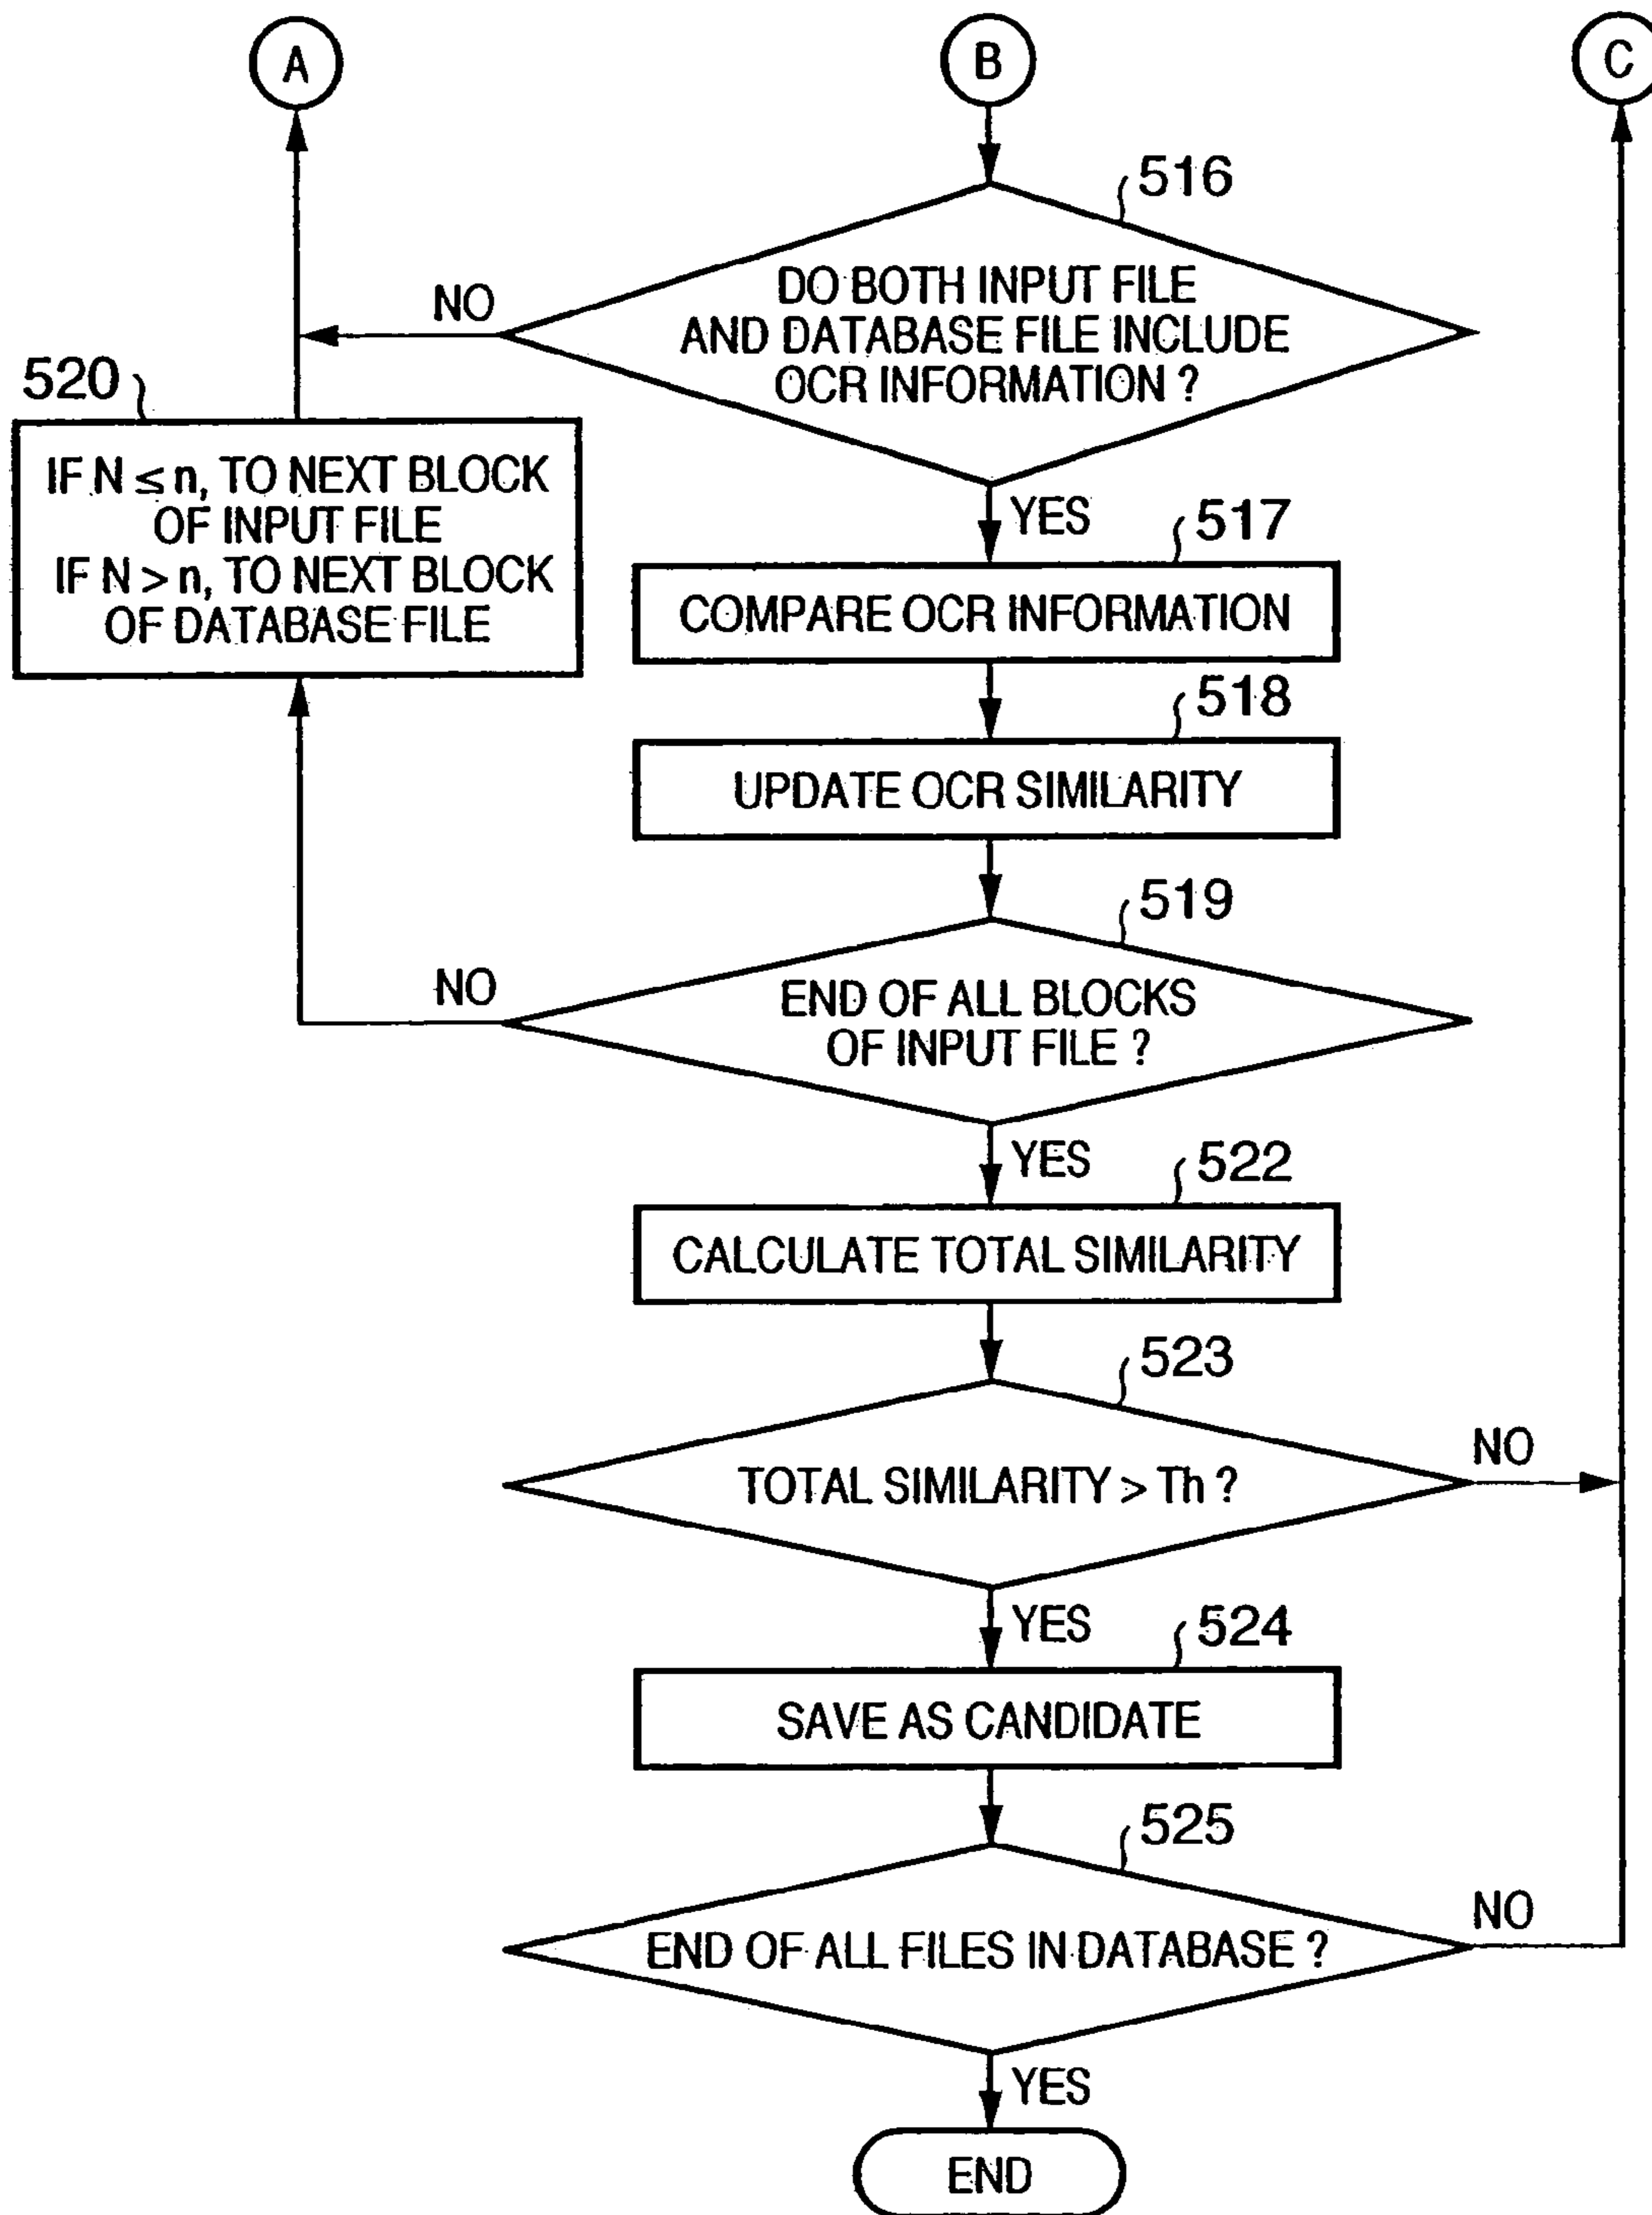 A
B
C
516
DO BOTH INPUT FILE
AND DATABASE FILE INCLUDE
OCR INFORMATION ?
NO
520
IF N ≤ n, TO NEXT BLOCK
OF INPUT FILE
IF N > n, TO NEXT BLOCK
OF DATABASE FILE
YES
517
COMPARE OCR INFORMATION
518
UPDATE OCR SIMILARITY
519
NO
END OF ALL BLOCKS
OF INPUT FILE ?
YES
522
CALCULATE TOTAL SIMILARITY
523
NO
TOTAL SIMILARITY > Th ?
YES
524
SAVE AS CANDIDATE
525
NO
END OF ALL FILES IN DATABASE ?
YES
END